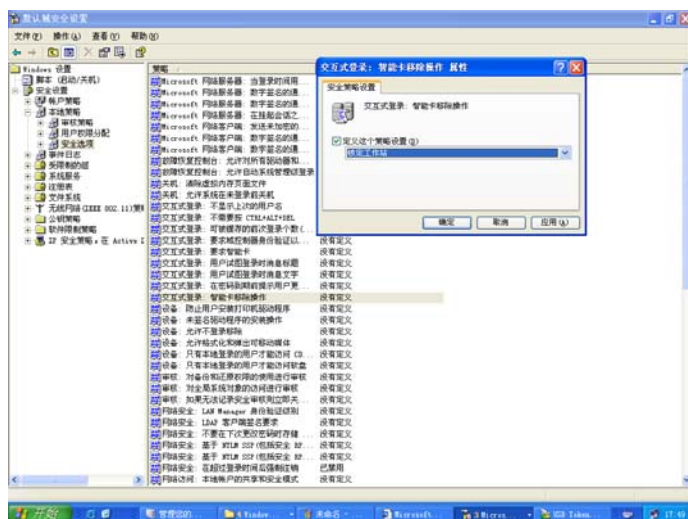 默认域安全设置
文件(F) 操作(A) 查看(V) 帮助(H)
Windows 设置
脚本 (启动/关机)
安全设置
帐户策略
本地策略
审核策略
用户权限分配
安全选项
事件日志
受限制的组
系统服务
注册表
文件系统
无线网络(IEEE 802.11)策
公钥策略
软件限制策略
IP 安全策略,在 Active I
策略
Microsoft 网络服务器: 当登录时间用...
Microsoft 网络服务器: 数字签名的通...
Microsoft 网络服务器: 数字签名的通...
Microsoft 网络服务器: 在挂起会话之...
Microsoft 网络客户端: 发送未加密的...
Microsoft 网络客户端: 数字签名的通...
Microsoft 网络客户端: 数字签名的通...
故障恢复控制台: 允许对所有驱动器和...
故障恢复控制台: 允许自动系统管理级登录
关机: 清除虚拟内存页面文件
关机: 允许系统在未登录前关机
交互式登录: 不显示上次的用户名
交互式登录: 不需要按 CTRL+ALT+DEL
交互式登录: 可被缓存的前次登录个数(...
交互式登录: 要求域控制器身份验证以... 没有定义
交互式登录: 要求智能卡 没有定义
交互式登录: 用户试图登录时消息标题 没有定义
交互式登录: 用户试图登录时消息文字 没有定义
交互式登录: 在密码到期前提示用户更... 没有定义
交互式登录: 智能卡移除操作 没有定义
设备: 防止用户安装打印机驱动程序 没有定义
设备: 未签名驱动程序的安装操作 没有定义
设备: 允许不登录移除 没有定义
设备: 允许格式化和弹出可移动媒体 没有定义
设备: 只有本地登录的用户才能访问 CD... 没有定义
设备: 只有本地登录的用户才能访问软盘 没有定义
审核: 对备份和还原权限的使用进行审核 没有定义
审核: 对全局系统对象的访问进行审核 没有定义
审核: 如果无法记录安全审核则立即关... 没有定义
网络安全: LAN Manager 身份验证级别 没有定义
网络安全: LDAP 客户端签名要求 没有定义
网络安全: 不要在下次更改密码时存储... 没有定义
网络安全: 基于 NTLM SSP(包括安全 RP... 没有定义
网络安全: 基于 NTLM SSP(包括安全 RP... 没有定义
网络安全: 在超过登录时间后强制注销 已禁用
网络访问: 本地帐户的共享和安全模式 没有定义
交互式登录: 智能卡移除操作 属性
安全策略设置
交互式登录: 智能卡移除操作
定义这个策略设置(D)
锁定工作站
确定 取消 应用(A)
开始
4 Window...
未命名 - ...
Microsoft...
3 Micros...
USB Token...
17:49